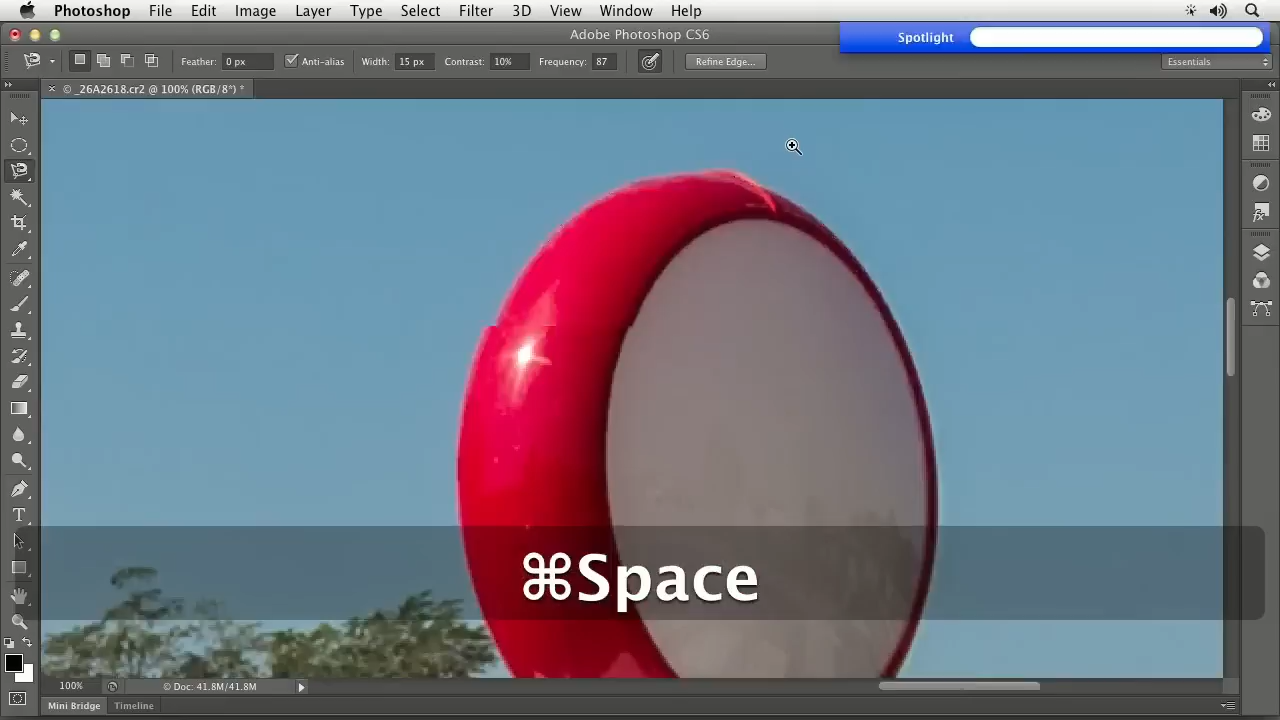 Photoshop File Edit Image Layer Type Select Filter 3D View Window Help
Adobe Photoshop CS6
Spotlight
Feather: 0 px Anti-alias Width: 15 px Contrast: 10% Frequency: 87 Refine Edge... Essentials
× © _26A2618.cr2 @ 100% (RGB/8*) *
⌘Space
100% © Doc: 41.8M/41.8M
Mini Bridge Timeline